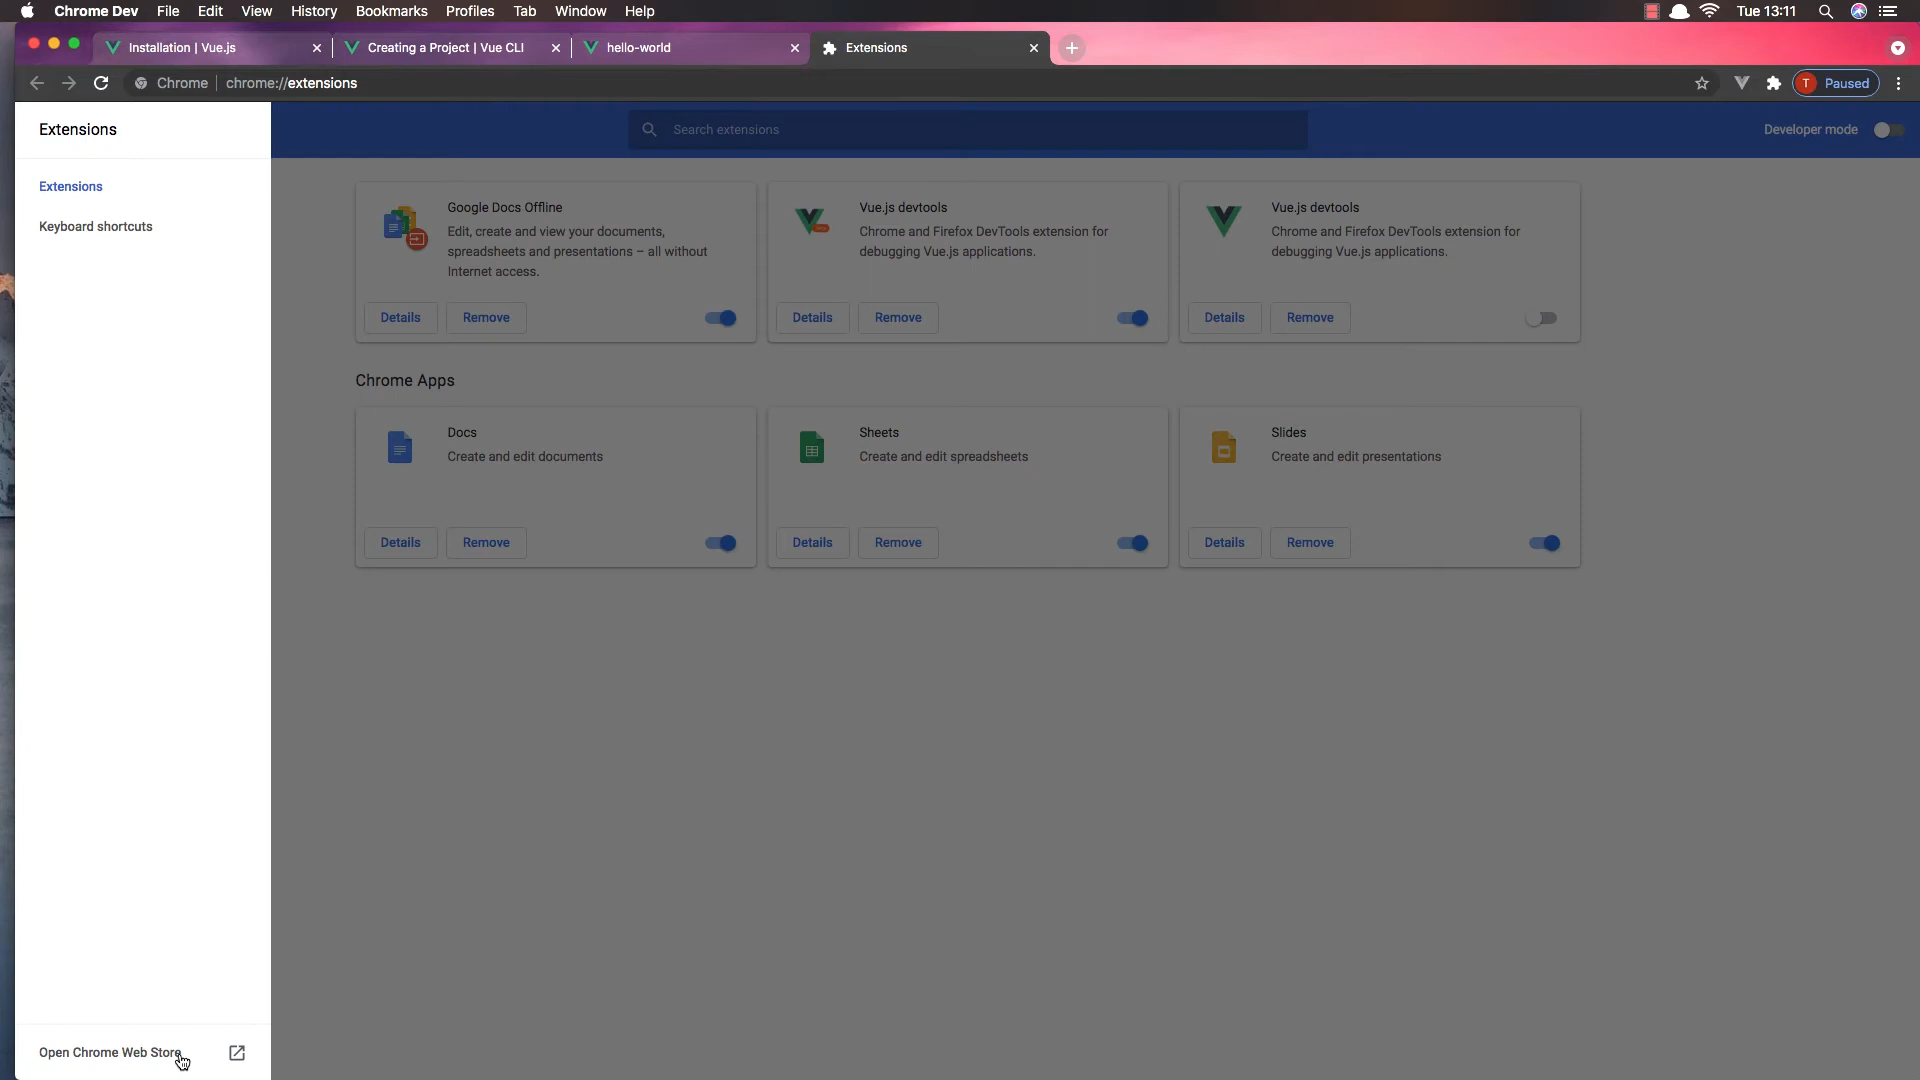 Chrome Dev File Edit View History Bookmarks Profiles Tab Window Help Tue 13:11
Installation | Vue.js Creating a Project | Vue CLI hello-world Extensions
Chrome chrome://extensions T Paused
Extensions
Search extensions
Developer mode
Extensions
Keyboard shortcuts
Google Docs Offline
Edit, create and view your documents,
spreadsheets and presentations – all without
Internet access.
Details Remove
Vue.js devtools
Chrome and Firefox DevTools extension for
debugging Vue.js applications.
Details Remove
Vue.js devtools
Chrome and Firefox DevTools extension for
debugging Vue.js applications.
Details Remove
Chrome Apps
Docs
Create and edit documents
Details Remove
Sheets
Create and edit spreadsheets
Details Remove
Slides
Create and edit presentations
Details Remove
Open Chrome Web Store